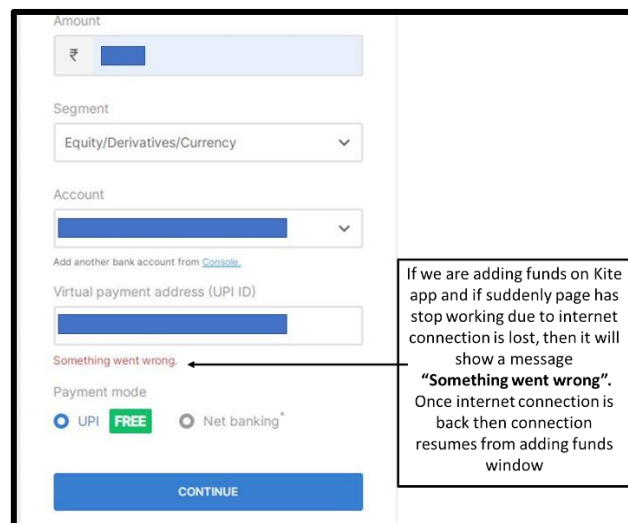 Amount
₹
Segment
Equity/Derivatives/Currency
Account
Add another bank account from Console.
Virtual payment address (UPI ID)
Something went wrong.
Payment mode
UPI FREE Net banking*
CONTINUE
If we are adding funds on Kite
app and if suddenly page has
stop working due to internet
connection is lost, then it will
show a message
“Something went wrong”.
Once internet connection is
back then connection
resumes from adding funds
window